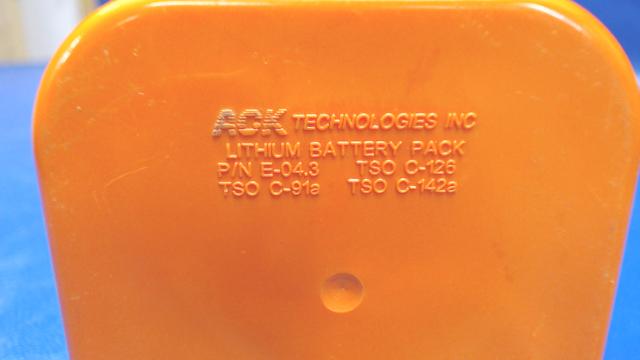 ACK TECHNOLOGIES INC
LITHIUM BATTERY PACK
P/N E-04.3 TSO C-126
TSO C-91a TSO C-142a